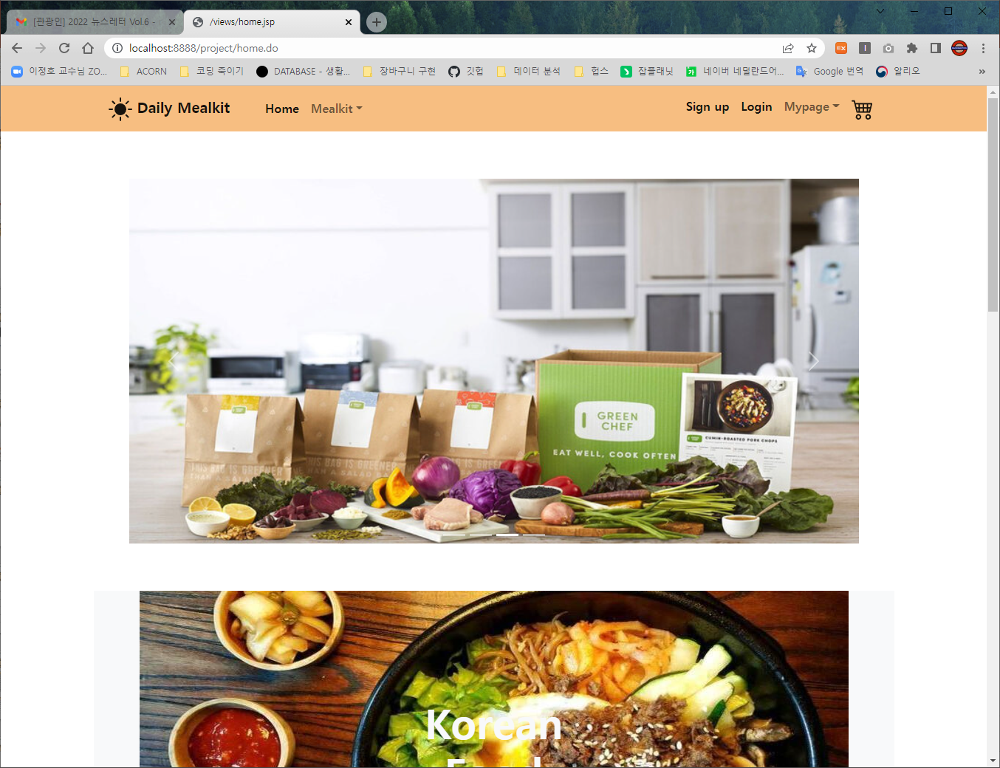 [관광인] 2022 뉴스레터 Vol.6 -
/views/home.jsp
localhost:8888/project/home.do
이정호 교수님 ZO...
ACORN
코딩 죽이기
DATABASE - 생활...
장바구니 구현
깃헙
데이터 분석
헙스
잡플래닛
네이버 네덜란드어...
Google 번역
알리오
»
Daily Mealkit
Home
Mealkit
Sign up
Login
Mypage
GREEN
CHEF
EAT WELL, COOK OFTEN
CUMIN-ROASTED PORK CHOPS
THIS BAG IS GREENER
THAN A SALAD
THIS BAG IS GREENER
THAN A SALAD
Korean
Food